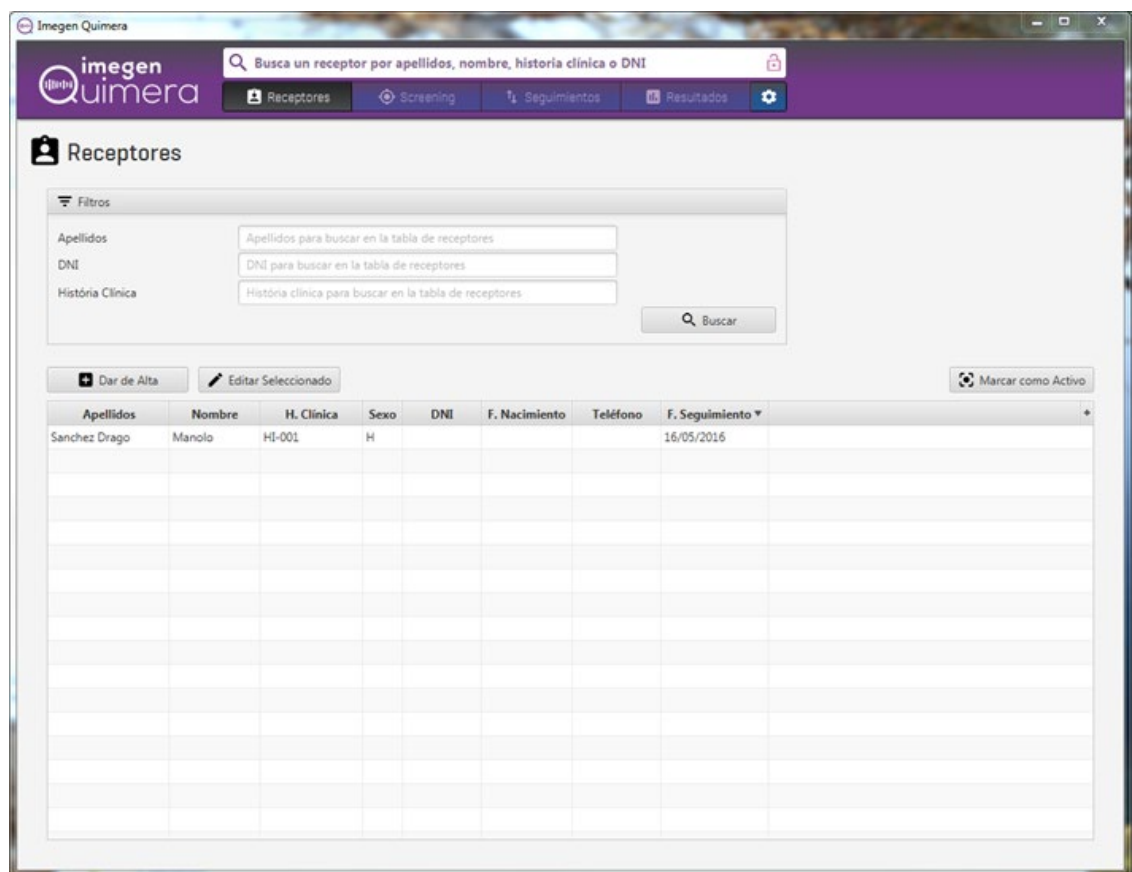 Imegen Quimera
imegen
Quimera
Busca un receptor por apellidos, nombre, historia clínica o DNI
Receptores Screening Seguimientos Resultados
Receptores
Filtros
Apellidos Apellidos para buscar en la tabla de receptores
DNI DNI para buscar en la tabla de receptores
História Clínica História clínica para buscar en la tabla de receptores
Buscar
Dar de Alta Editar Seleccionado Marcar como Activo
Apellidos Nombre H. Clínica Sexo DNI F. Nacimiento Teléfono F. Seguimiento
Sanchez Drago Manolo HI-001 H 16/05/2016